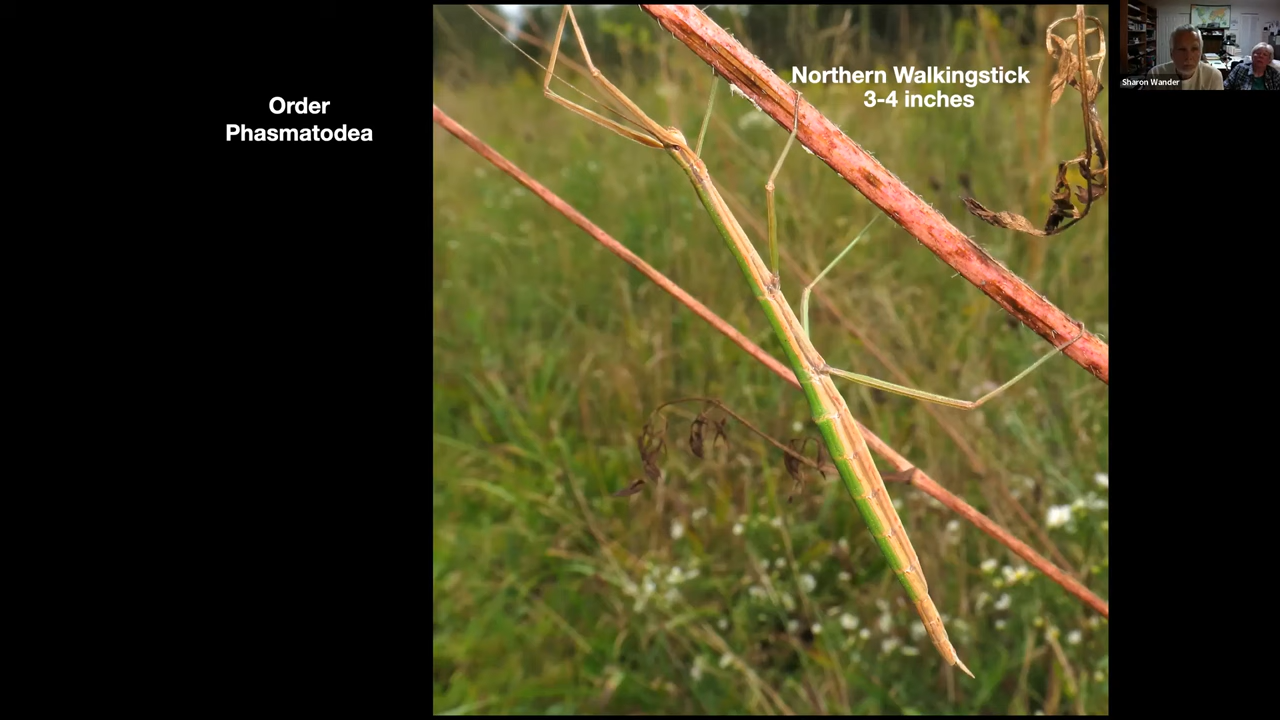 Order
Phasmatodea
Northern Walkingstick
3-4 inches
Sharon Wander